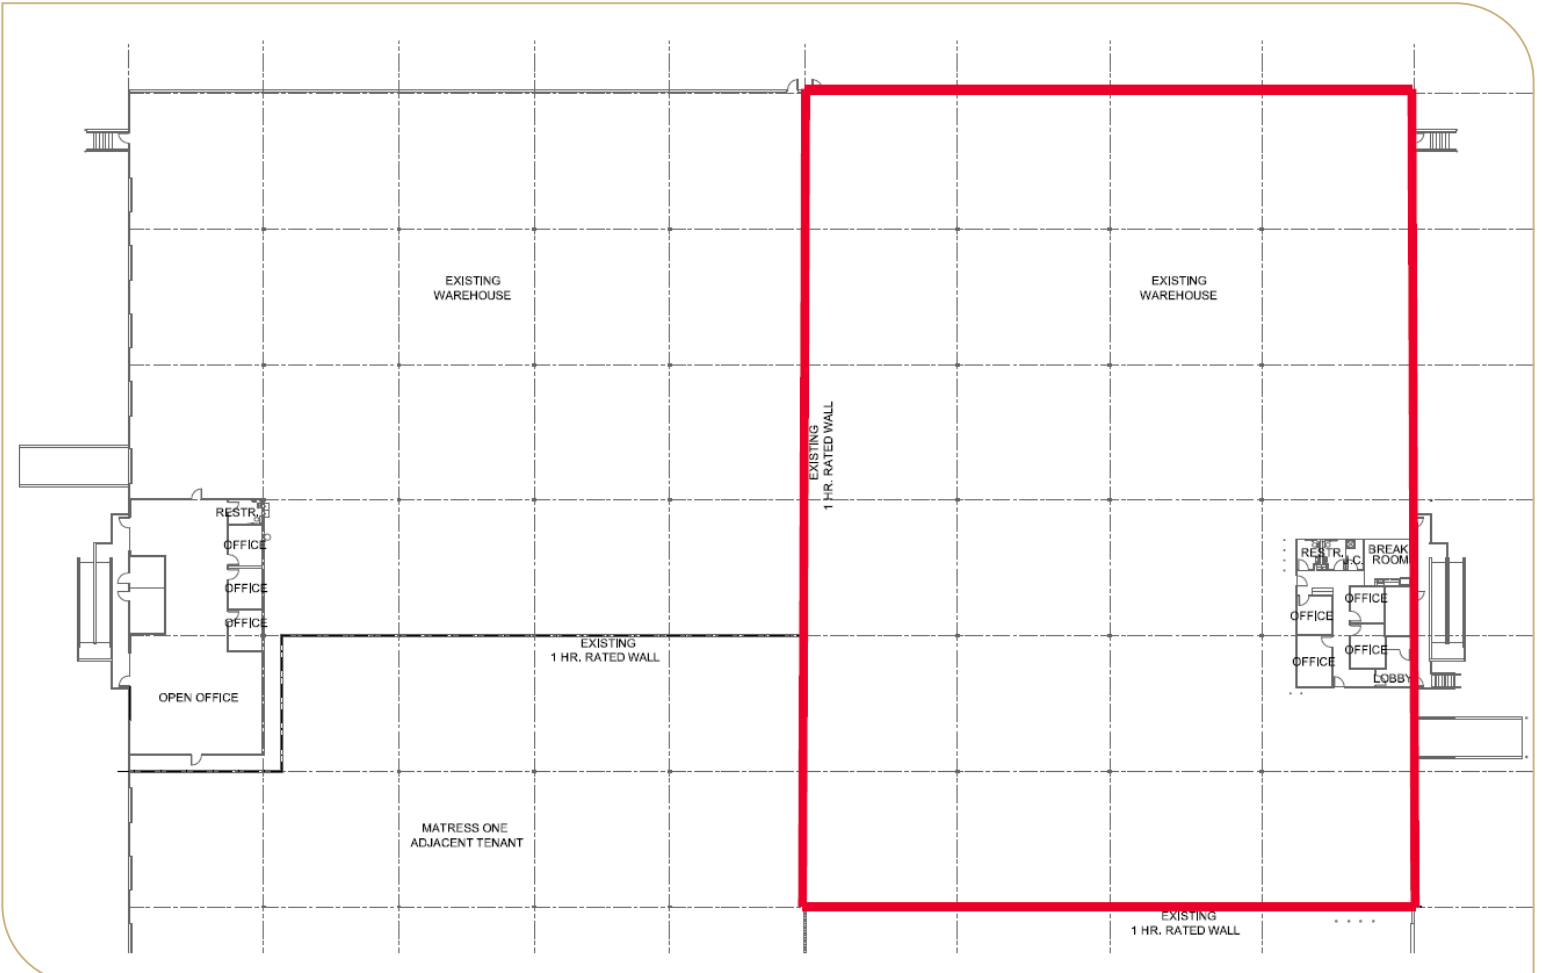 EXISTING
WAREHOUSE
EXISTING
WAREHOUSE
EXISTING
1 HR. RATED WALL
RESTR.
OFFICE
OFFICE
OFFICE
OPEN OFFICE
EXISTING
1 HR. RATED WALL
RESTR.
J.C.
BREAK
ROOM
OFFICE
OFFICE
OFFICE
OFFICE
LOBBY
MATRESS ONE
ADJACENT TENANT
EXISTING
1 HR. RATED WALL